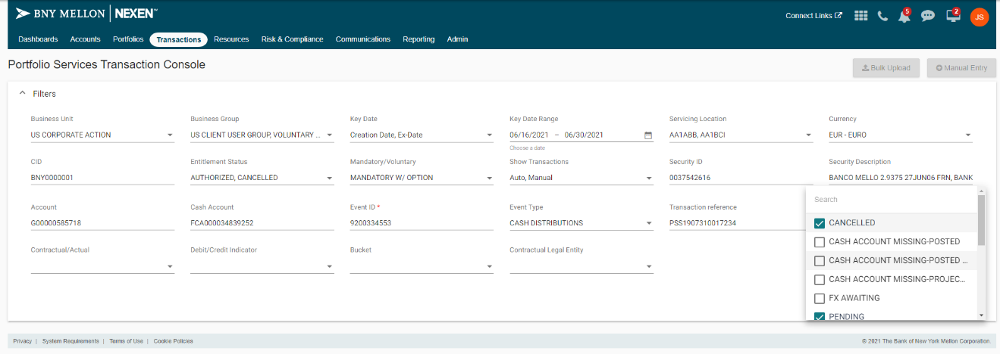 BNY MELLON | NEXEN™
Connect Links
5
2
JS
Dashboards Accounts Portfolios Transactions Resources Risk & Compliance Communications Reporting Admin
Portfolio Services Transaction Console
Bulk Upload Manual Entry
Filters
Business Unit Business Group Key Date Key Date Range Servicing Location Currency
US CORPORATE ACTION US CLIENT USER GROUP, VOLUNTARY ... Creation Date, Ex-Date 06/16/2021 – 06/30/2021 AA1ABB, AA1BCI EUR - EURO
Choose a date
CID Entitlement Status Mandatory/Voluntary Show Transactions Security ID Security Description
BNY0000001 AUTHORIZED, CANCELLED MANDATORY W/ OPTION Auto, Manual 0037542616 BANCO MELLO 2.9375 27JUN06 FRN, BANK
Search
Account Cash Account Event ID * Event Type Transaction reference
G00000585718 FCA000034839252 9200334553 CASH DISTRIBUTIONS PSS1907310017234
CANCELLED
CASH ACCOUNT MISSING-POSTED
Contractual/Actual Debit/Credit Indicator Bucket Contractual Legal Entity
CASH ACCOUNT MISSING-POSTED ...
CASH ACCOUNT MISSING-PROJEC...
FX AWAITING
PENDING
Privacy | System Requirements | Terms of Use | Cookie Policies
© 2021 The Bank of New York Mellon Corporation.